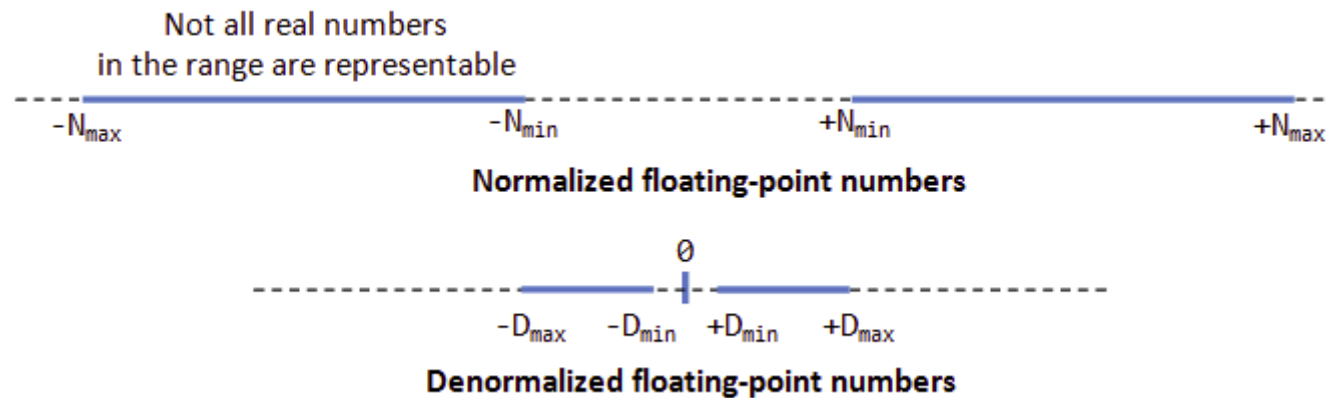 Not all real numbers
in the range are representable
-Nmax -Nmin +Nmin +Nmax
Normalized floating-point numbers
0
-Dmax -Dmin +Dmin +Dmax
Denormalized floating-point numbers